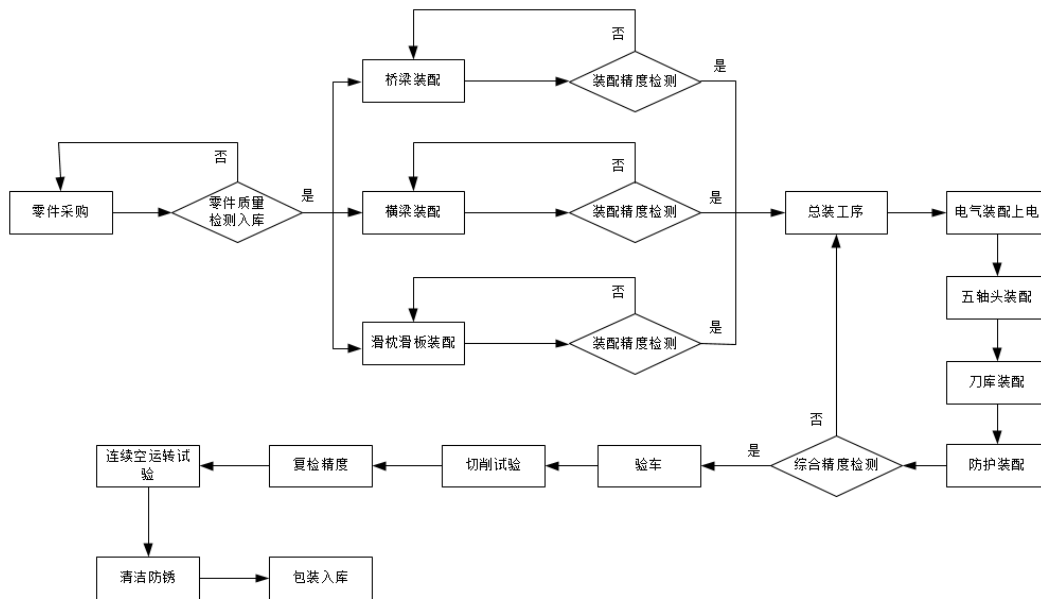 否
桥梁装配
装配精度检测
是
否
零件采购
零件质量
检测入库
是
否
横梁装配
装配精度检测
是
总装工序
电气装配上电
否
滑枕滑板装配
装配精度检测
是
五轴头装配
刀库装配
否
连续空运转试
验
复检精度
切削试验
验车
是
综合精度检测
防护装配
清洁防锈
包装入库